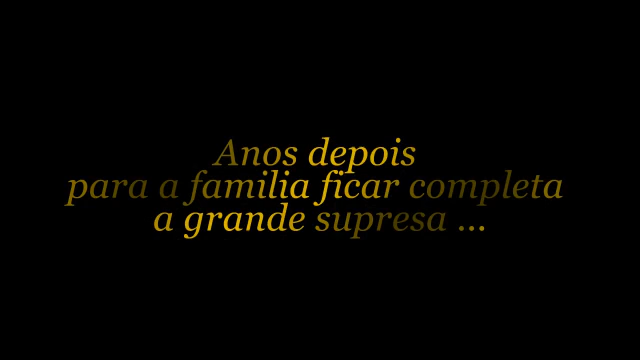 Anos depois
para a familia ficar completa
a grande supresa ...